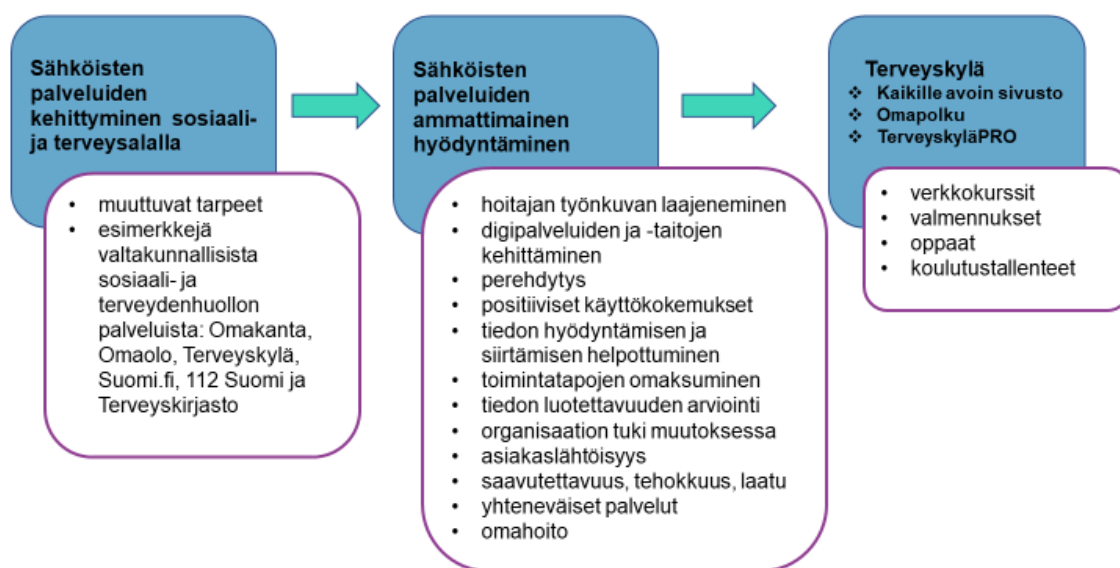 Sähköisten
palveluiden
kehittyminen sosiaali-
ja terveysalalla
• muuttuvat tarpeet
• esimerkkejä
valtakunnallisista
sosiaali- ja
terveydenhuollon
palveluista: Omakanta,
Omaolo, Terveyskylä,
Suomi.fi, 112 Suomi ja
Terveyskirjasto
Sähköisten
palveluiden
ammattimainen
hyödyntäminen
• hoitajan työnkuvan laajeneminen
• digipalveluiden ja -taitojen
kehittäminen
• perehdytys
• positiiviset käyttökokemukset
• tiedon hyödyntämisen ja
siirtämisen helpottuminen
• toimintatapojen omaksuminen
• tiedon luotettavuuden arviointi
• organisaation tuki muutoksessa
• asiakaslähtöisyys
• saavutettavuus, tehokkuus, laatu
• yhteneväiset palvelut
• omahoito
Terveyskylä
❖ Kaikille avoin sivusto
❖ Omapolku
❖ TerveyskyläPRO
• verkkokurssit
• valmennukset
• oppaat
• koulutustallenteet